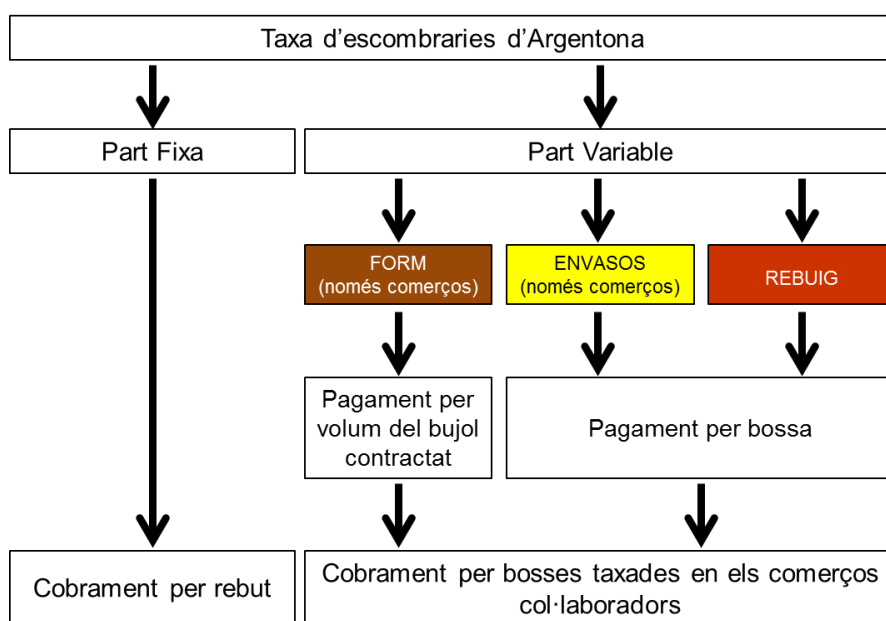 Taxa d'escombraries d'Argentona
Part Fixa
Part Variable
FORM
(només comerços)
ENVASOS
(només comerços)
REBUIG
Pagament per
volum del bujol
contractat
Pagament per bossa
Cobrament per rebut
Cobrament per bosses taxades en els comerços
col·laboradors